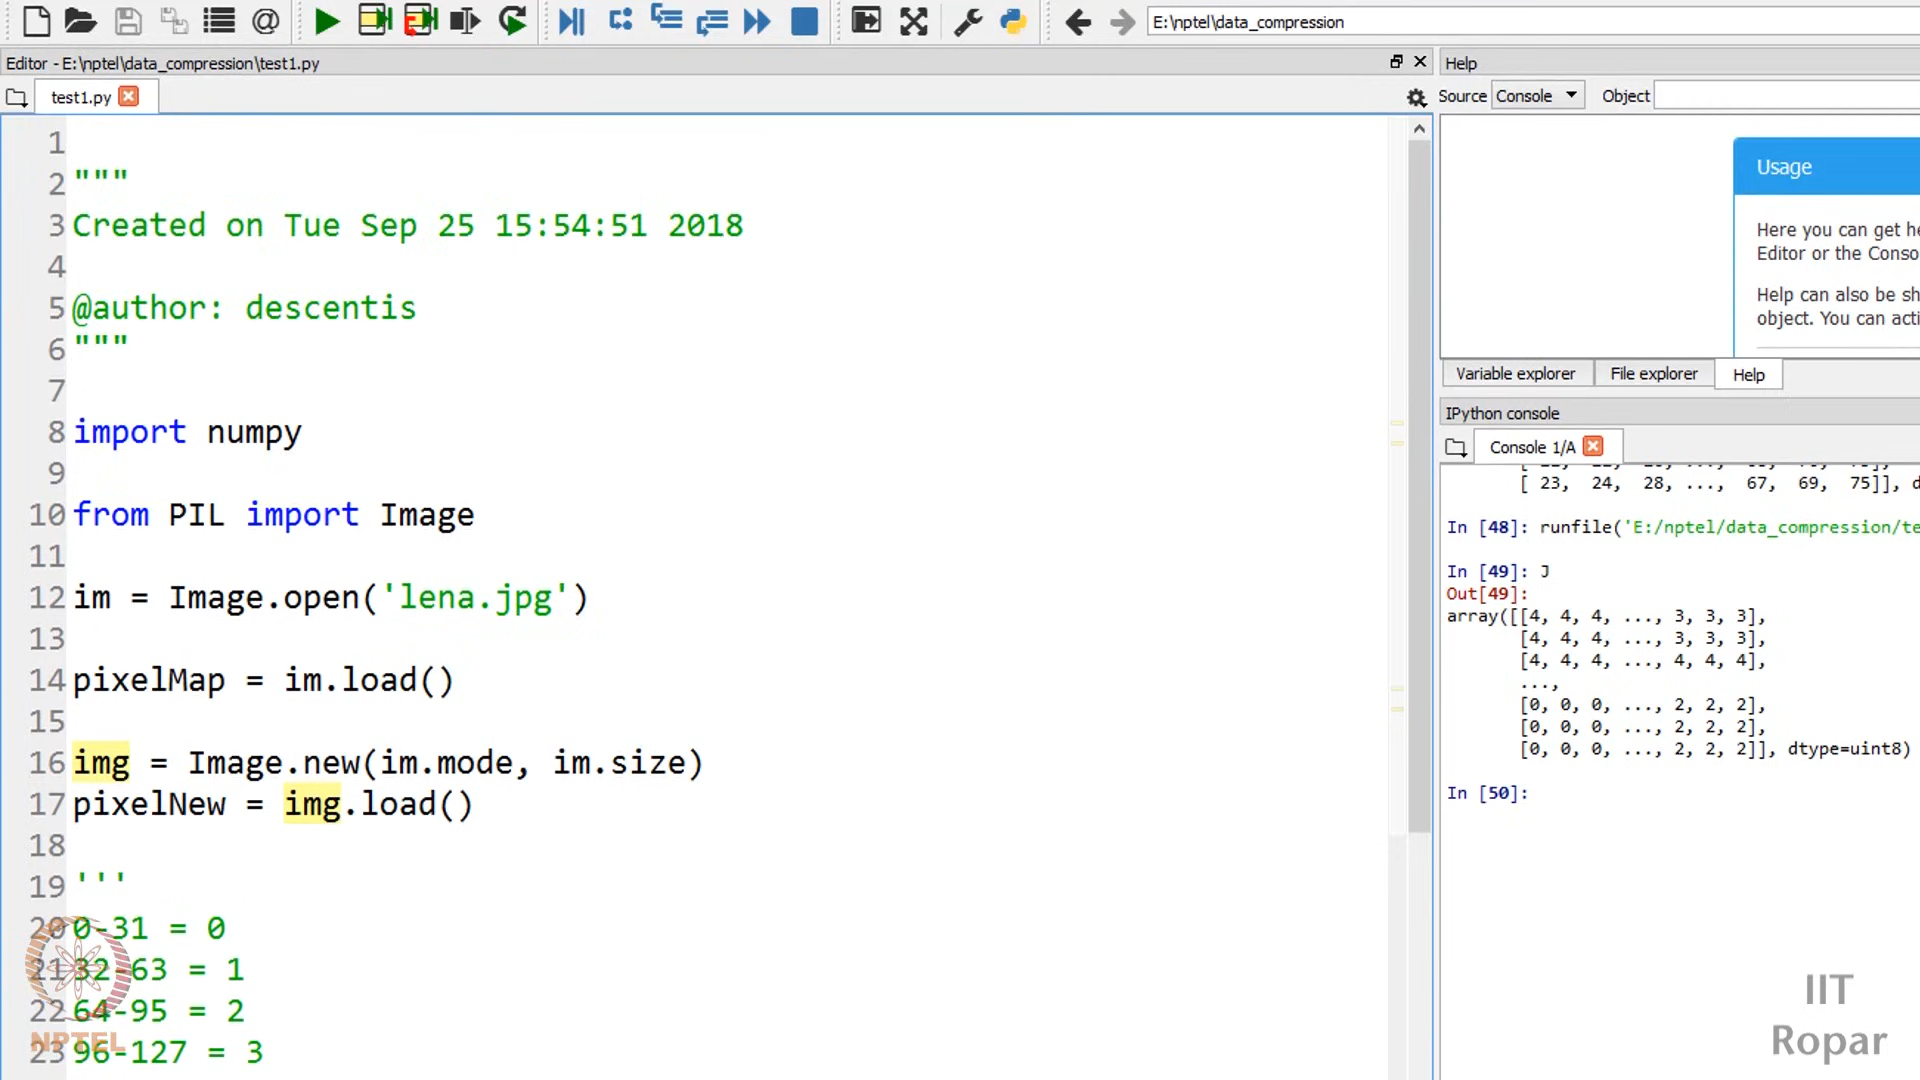 E:\nptel\data_compression
Editor - E:\nptel\data_compression\test1.py
Help
test1.py
Source Console Object
1
2 """
3 Created on Tue Sep 25 15:54:51 2018
4
5 @author: descentis
6 """
7
8 import numpy
9
10 from PIL import Image
11
12 im = Image.open('lena.jpg')
13
14 pixelMap = im.load()
15
16 img = Image.new(im.mode, im.size)
17 pixelNew = img.load()
18
19 '''
20 0-31 = 0
21 32-63 = 1
22 64-95 = 2
23 96-127 = 3
Usage
Here you can get he
Editor or the Conso
Help can also be sh
object. You can acti
Variable explorer File explorer Help
IPython console
Console 1/A
[ 23, 24, 28, ..., 67, 69, 75]], d
In [48]: runfile('E:/nptel/data_compression/te
In [49]: J
Out[49]:
array([[4, 4, 4, ..., 3, 3, 3],
[4, 4, 4, ..., 3, 3, 3],
[4, 4, 4, ..., 4, 4, 4],
...,
[0, 0, 0, ..., 2, 2, 2],
[0, 0, 0, ..., 2, 2, 2],
[0, 0, 0, ..., 2, 2, 2]], dtype=uint8)
In [50]:
NPTEL
IIT
Ropar